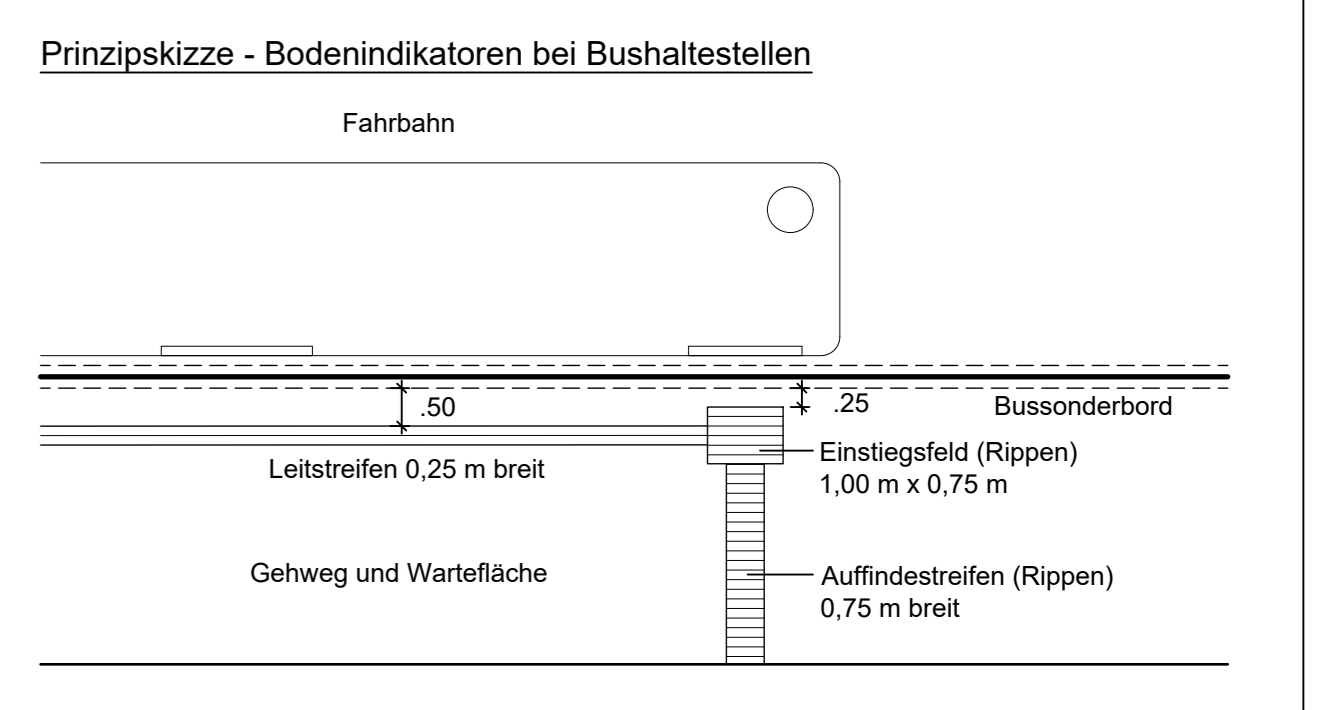 Prinzipskizze - Bodenindikatoren bei Bushaltestellen
Fahrbahn
.50
.25
Bussonderbord
Leitstreifen 0,25 m breit
Einstiegsfeld (Rippen)
1,00 m x 0,75 m
Gehweg und Wartefläche
Auffindestreifen (Rippen)
0,75 m breit